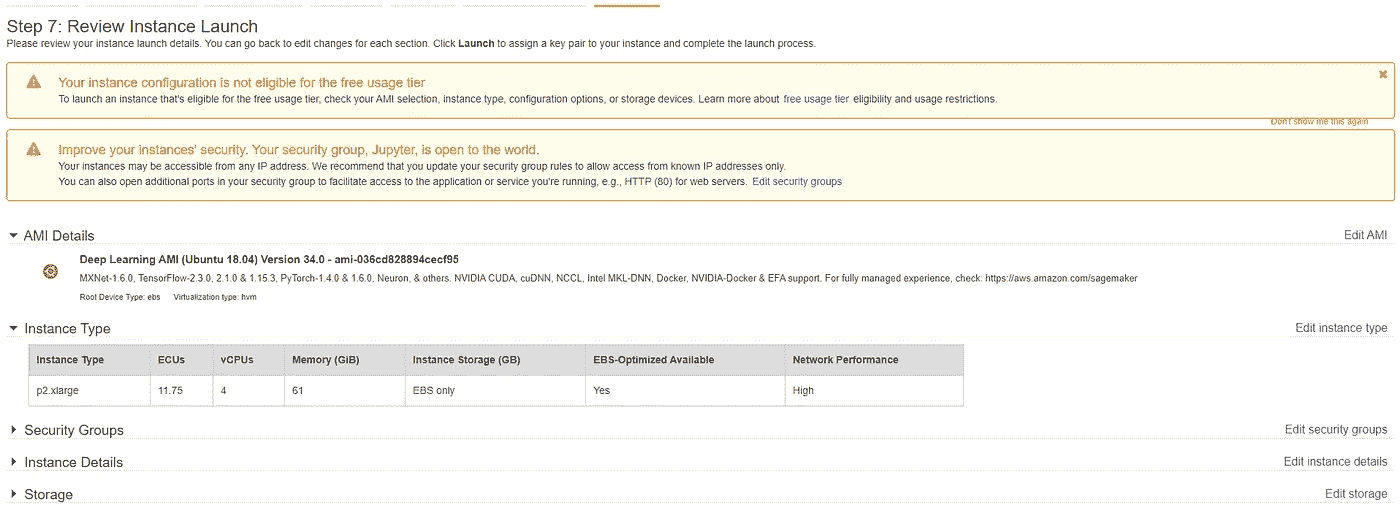 Step 7: Review Instance Launch
Please review your instance launch details. You can go back to edit changes for each section. Click Launch to assign a key pair to your instance and complete the launch process.
Your instance configuration is not eligible for the free usage tier
To launch an instance that's eligible for the free usage tier, check your AMI selection, instance type, configuration options, or storage devices. Learn more about free usage tier eligibility and usage restrictions.
Don't show me this again
Improve your instances' security. Your security group, Jupyter, is open to the world.
Your instances may be accessible from any IP address. We recommend that you update your security group rules to allow access from known IP addresses only.
You can also open additional ports in your security group to facilitate access to the application or service you're running, e.g., HTTP (80) for web servers. Edit security groups
AMI Details Edit AMI
Deep Learning AMI (Ubuntu 18.04) Version 34.0 - ami-036cd828894cecf95
MXNet-1.6.0, TensorFlow-2.3.0, 2.1.0 & 1.15.3, PyTorch-1.4.0 & 1.6.0, Neuron, & others. NVIDIA CUDA, cuDNN, NCCL, Intel MKL-DNN, Docker, NVIDIA-Docker & EFA support. For fully managed experience, check: https://aws.amazon.com/sagemaker
Root Device Type: ebs Virtualization type: hvm
Instance Type Edit instance type
Instance Type ECUs vCPUs Memory (GiB) Instance Storage (GB) EBS-Optimized Available Network Performance
p2.xlarge 11.75 4 61 EBS only Yes High
Security Groups Edit security groups
Instance Details Edit instance details
Storage Edit storage